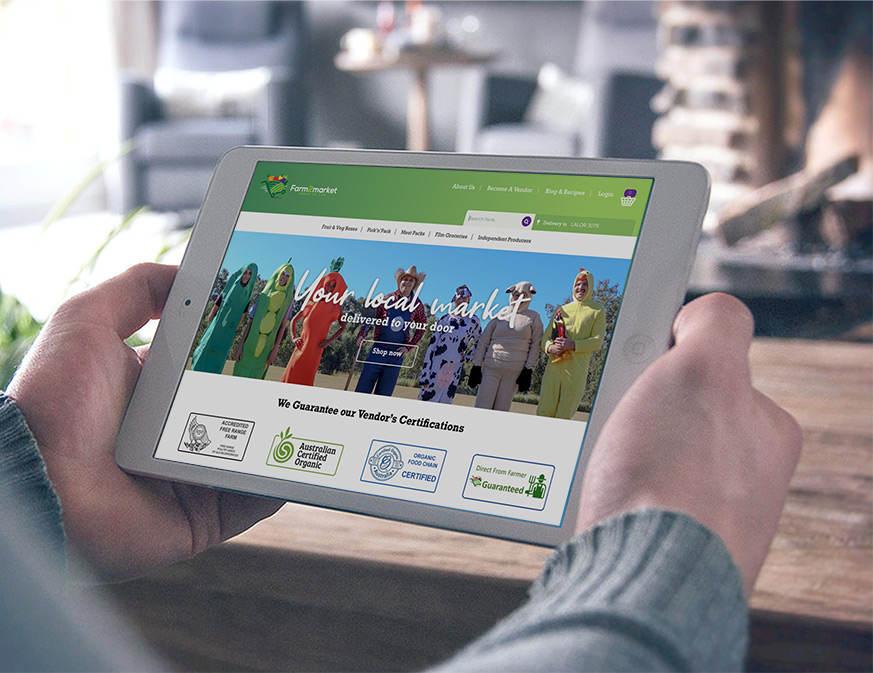 Farm2market
About Us | Become A Vendor | Blog & Recipes | Login
Search here..
Delivery in LALOR 3075
Fruit & Veg Boxes | Pick'n'Pack | Meat Packs | Film Groceries | Independent Producers
Your local market
delivered to your door
Shop now
We Guarantee our Vendor's Certifications
ACCREDITED
FREE RANGE
FARM
Australian
Certified
Organic
ORGANIC
FOOD CHAIN
CERTIFIED
Direct From Farmer
Guaranteed